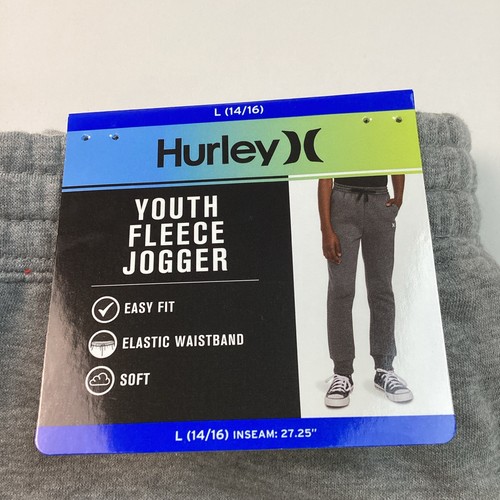 L (14/16)
Hurley
YOUTH
FLEECE
JOGGER
EASY FIT
ELASTIC WAISTBAND
SOFT
L (14/16) INSEAM: 27.25"